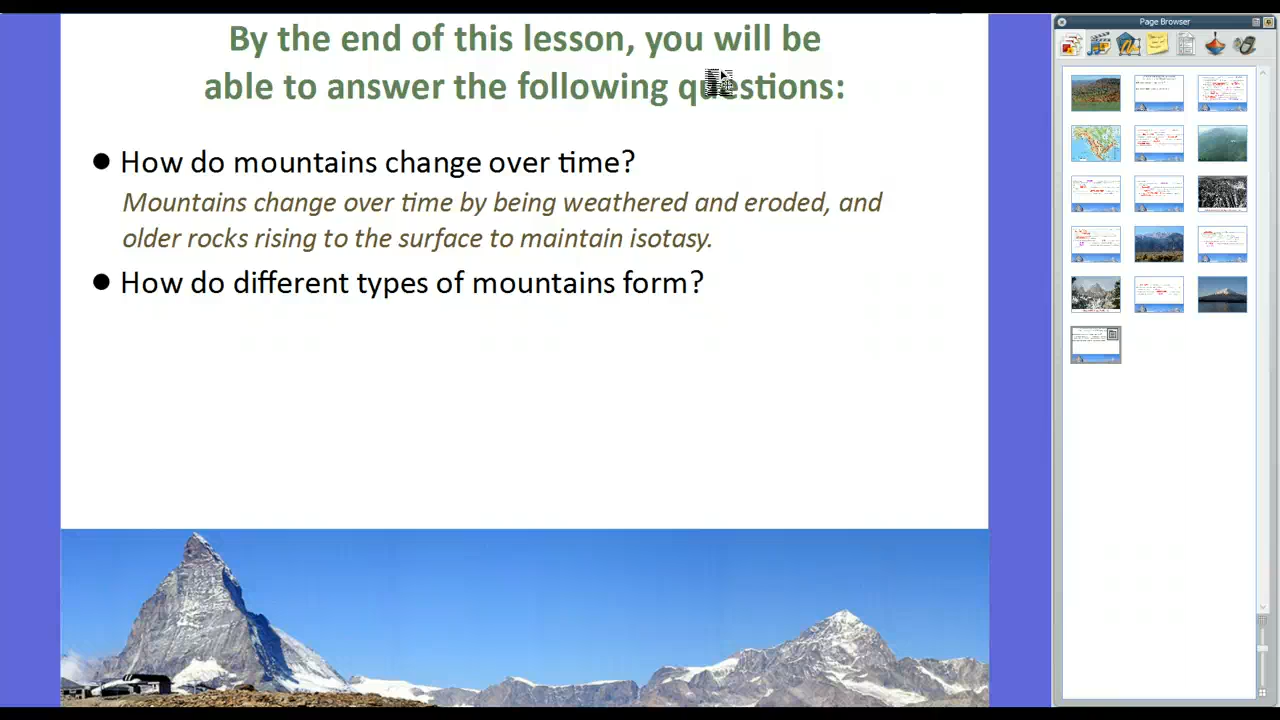 By the end of this lesson, you will be
able to answer the following questions:
● How do mountains change over time?
Mountains change over time by being weathered and eroded, and
older rocks rising to the surface to maintain isotasy.
● How do different types of mountains form?
Page Browser